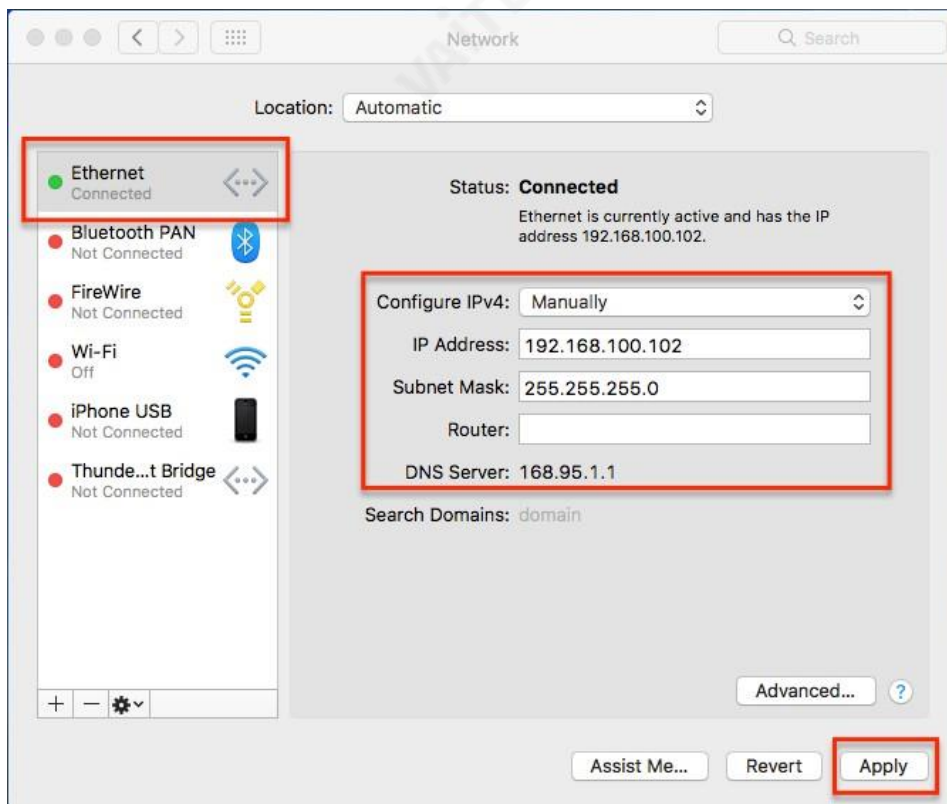 Network
Search
Location: Automatic
Ethernet
Connected
Bluetooth PAN
Not Connected
FireWire
Not Connected
Wi-Fi
Off
iPhone USB
Not Connected
Thunde...t Bridge
Not Connected
Status: Connected
Ethernet is currently active and has the IP
address 192.168.100.102.
Configure IPv4: Manually
IP Address: 192.168.100.102
Subnet Mask: 255.255.255.0
Router:
DNS Server: 168.95.1.1
Search Domains: domain
Advanced...
?
Assist Me...
Revert
Apply